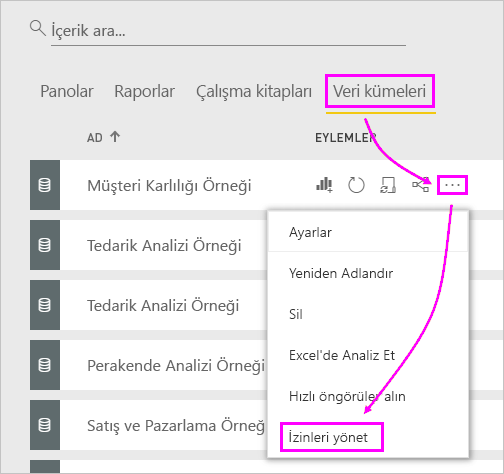 İçerik ara...
Panolar Raporlar Çalışma kitapları Veri kümeleri
AD EYLEMLER
Müşteri Karlılığı Örneği
Ayarlar
Tedarik Analizi Örneği
Yeniden Adlandır
Tedarik Analizi Örneği
Sil
Excel'de Analiz Et
Perakende Analizi Örneği
Hızlı öngörüler alın
Satış ve Pazarlama Örneğ
İzinleri yönet